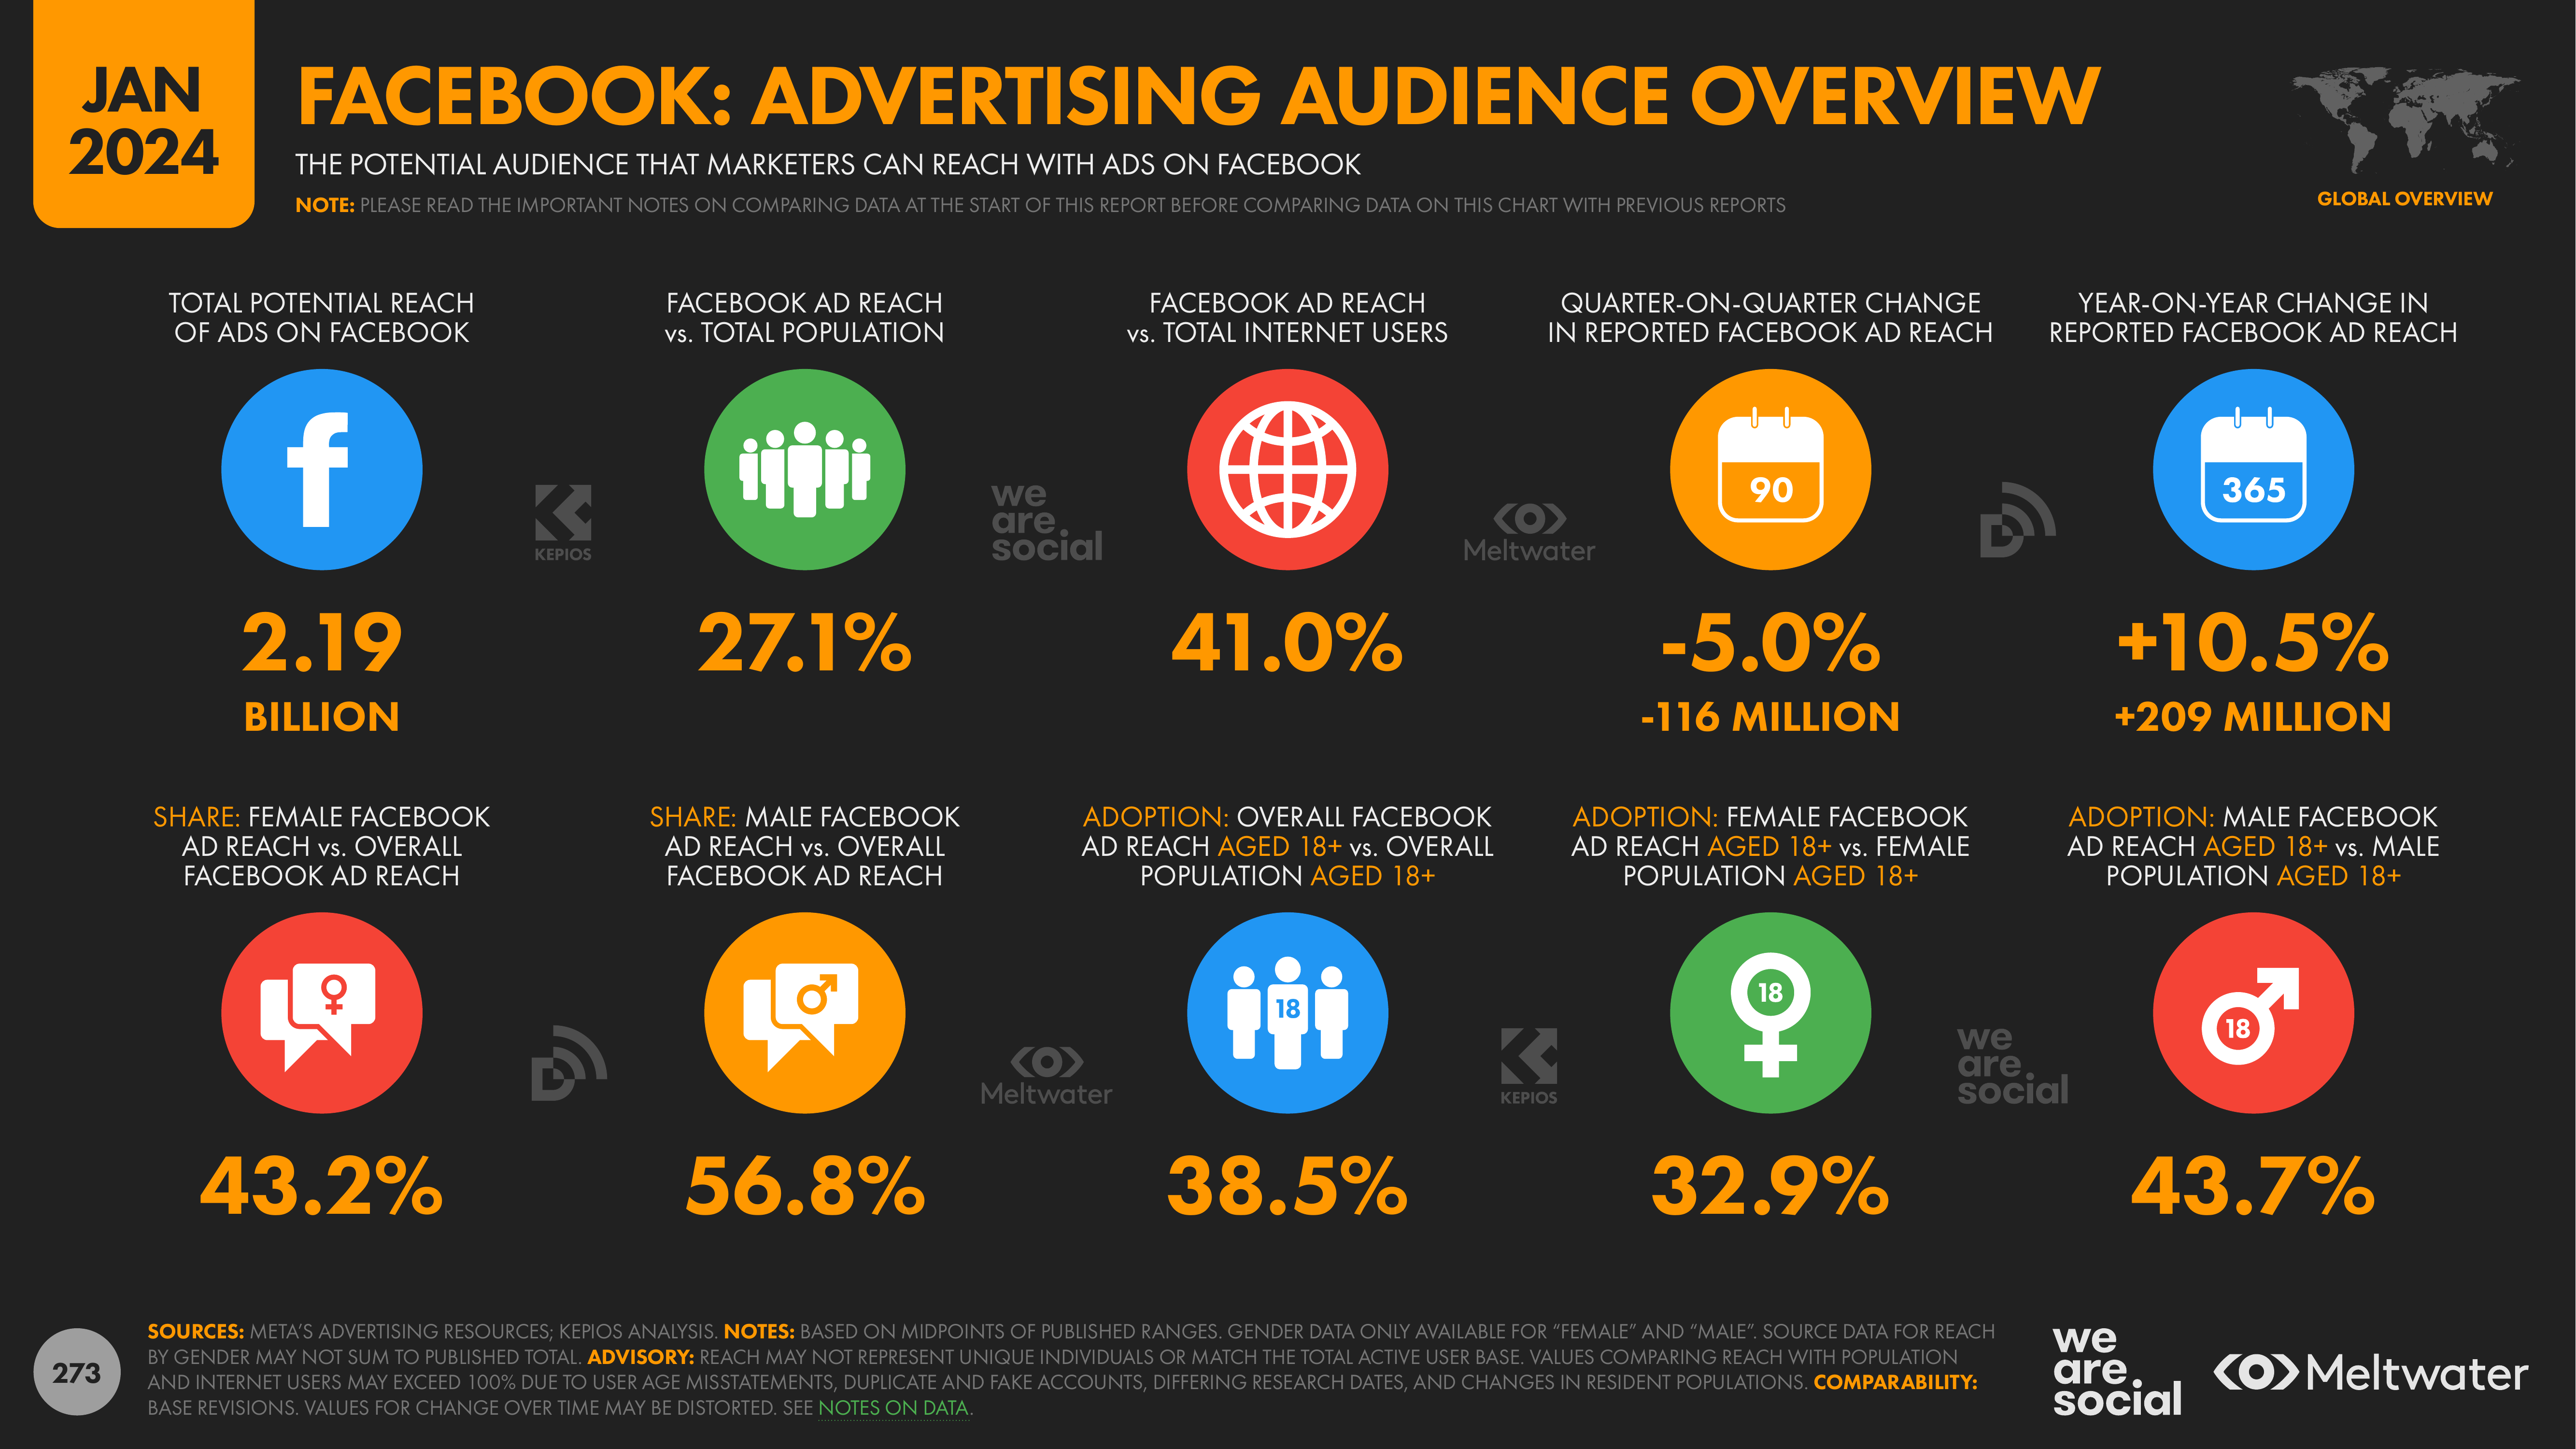 JAN
2024
FACEBOOK: ADVERTISING AUDIENCE OVERVIEW
THE POTENTIAL AUDIENCE THAT MARKETERS CAN REACH WITH ADS ON FACEBOOK
NOTE: PLEASE READ THE IMPORTANT NOTES ON COMPARING DATA AT THE START OF THIS REPORT BEFORE COMPARING DATA ON THIS CHART WITH PREVIOUS REPORTS
GLOBAL OVERVIEW
TOTAL POTENTIAL REACH
OF ADS ON FACEBOOK
f
2.19
BILLION
FACEBOOK AD REACH
vs. TOTAL POPULATION
27.1%
FACEBOOK AD REACH
vs. TOTAL INTERNET USERS
41.0%
QUARTER-ON-QUARTER CHANGE
IN REPORTED FACEBOOK AD REACH
90
-5.0%
-116 MILLION
YEAR-ON-YEAR CHANGE IN
REPORTED FACEBOOK AD REACH
365
+10.5%
+209 MILLION
KEPIOS
we
are
social
Meltwater
SHARE: FEMALE FACEBOOK
AD REACH vs. OVERALL
FACEBOOK AD REACH
43.2%
SHARE: MALE FACEBOOK
AD REACH vs. OVERALL
FACEBOOK AD REACH
56.8%
ADOPTION: OVERALL FACEBOOK
AD REACH AGED 18+ vs. OVERALL
POPULATION AGED 18+
18
38.5%
ADOPTION: FEMALE FACEBOOK
AD REACH AGED 18+ vs. FEMALE
POPULATION AGED 18+
18
32.9%
ADOPTION: MALE FACEBOOK
AD REACH AGED 18+ vs. MALE
POPULATION AGED 18+
18
43.7%
Meltwater
KEPIOS
we
are
social
273
SOURCES: META'S ADVERTISING RESOURCES; KEPIOS ANALYSIS. NOTES: BASED ON MIDPOINTS OF PUBLISHED RANGES. GENDER DATA ONLY AVAILABLE FOR “FEMALE” AND “MALE”. SOURCE DATA FOR REACH
BY GENDER MAY NOT SUM TO PUBLISHED TOTAL. ADVISORY: REACH MAY NOT REPRESENT UNIQUE INDIVIDUALS OR MATCH THE TOTAL ACTIVE USER BASE. VALUES COMPARING REACH WITH POPULATION
AND INTERNET USERS MAY EXCEED 100% DUE TO USER AGE MISSTATEMENTS, DUPLICATE AND FAKE ACCOUNTS, DIFFERING RESEARCH DATES, AND CHANGES IN RESIDENT POPULATIONS. COMPARABILITY:
BASE REVISIONS. VALUES FOR CHANGE OVER TIME MAY BE DISTORTED. SEE NOTES ON DATA.
we
are
social
Meltwater